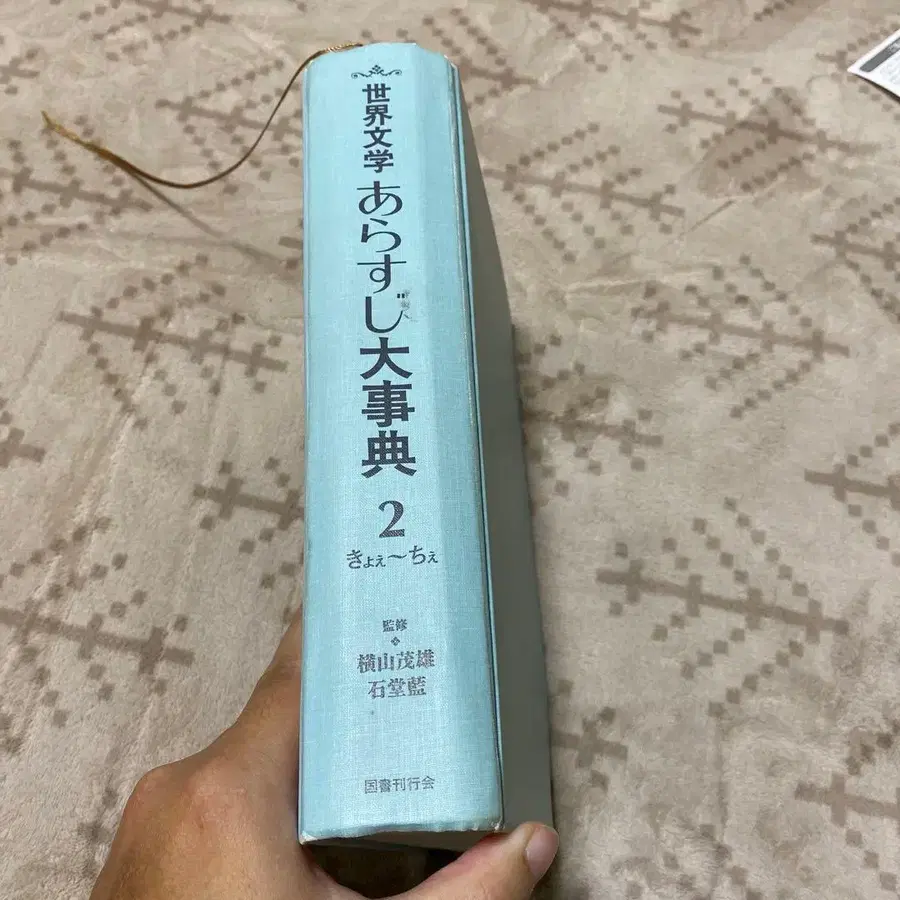 世界文学
あらすじ
大事典
2
きょえ〜ちぇ
監修
横山茂雄
石堂藍
国書刊行会